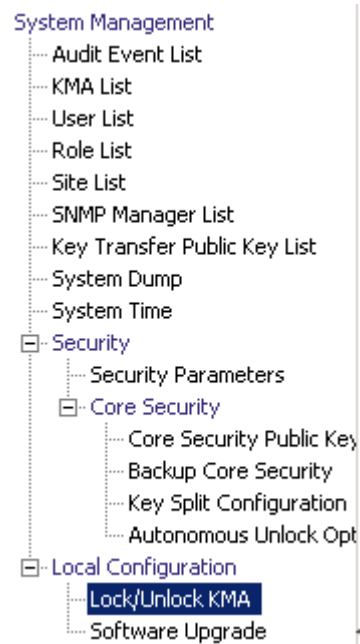 System Management
Audit Event List
KMA List
User List
Role List
Site List
SNMP Manager List
Key Transfer Public Key List
System Dump
System Time
Security
Security Parameters
Core Security
Core Security Public Key
Backup Core Security
Key Split Configuration
Autonomous Unlock Opt
Local Configuration
Lock/Unlock KMA
Software Upgrade